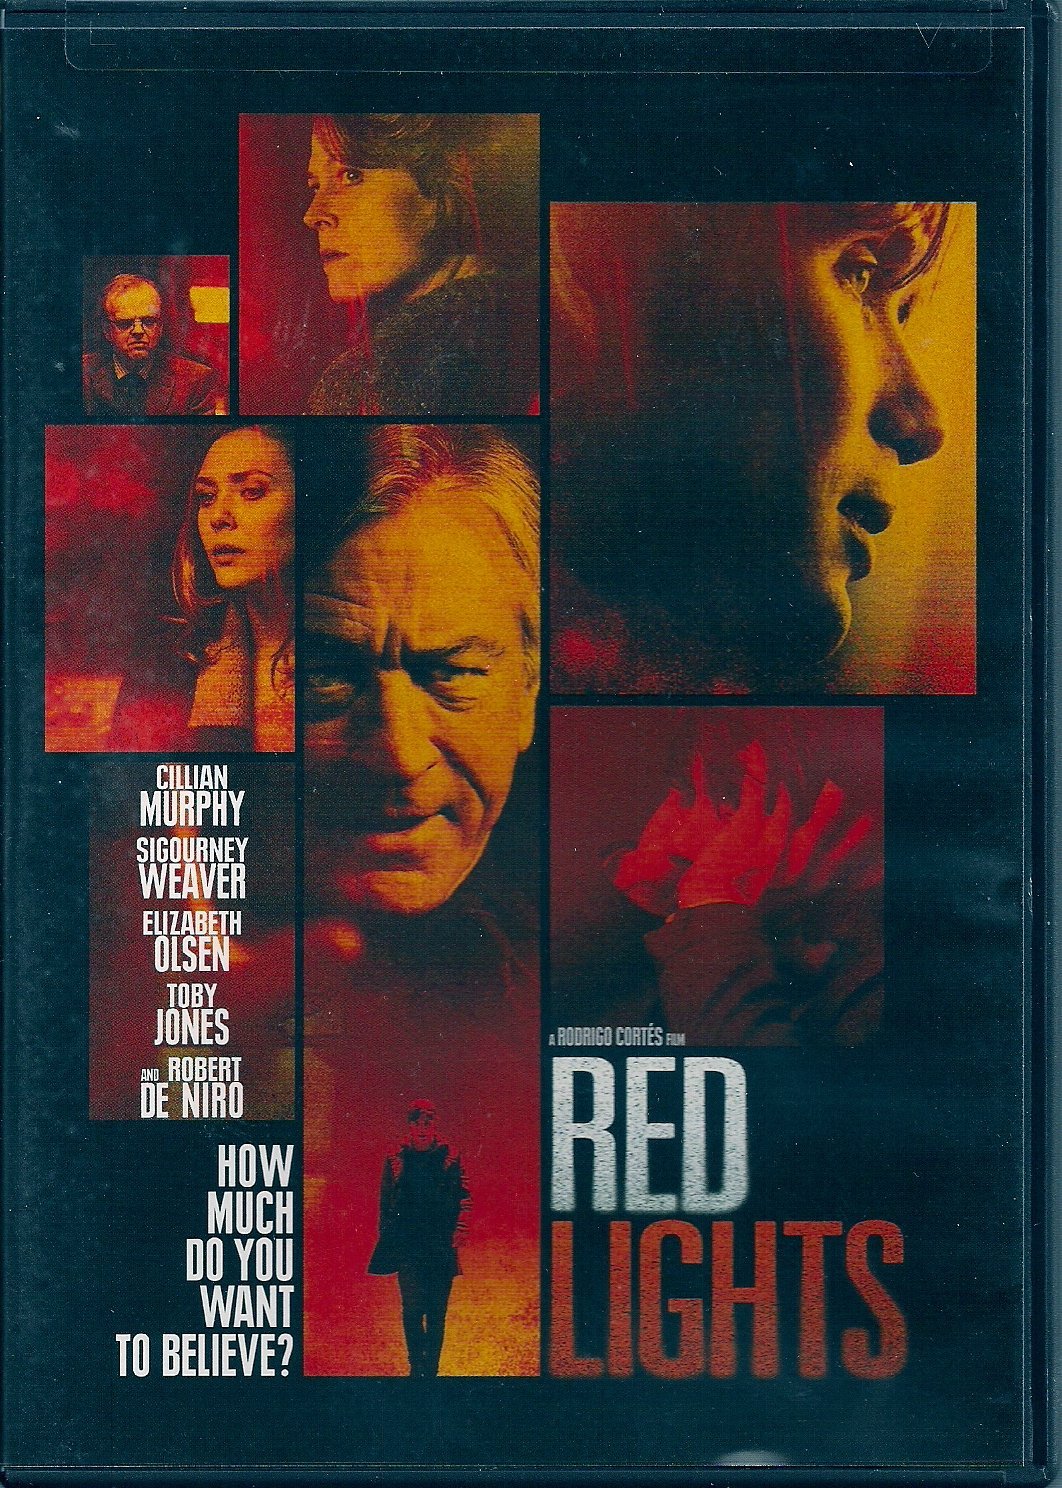 CILLIAN
MURPHY
SIGOURNEY
WEAVER
ELIZABETH
OLSEN
TOBY
JONES
AND ROBERT
DE NIRO
HOW
MUCH
DO YOU
WANT
TO BELIEVE?
A RODRIGO CORTÉS FILM
RED
LIGHTS